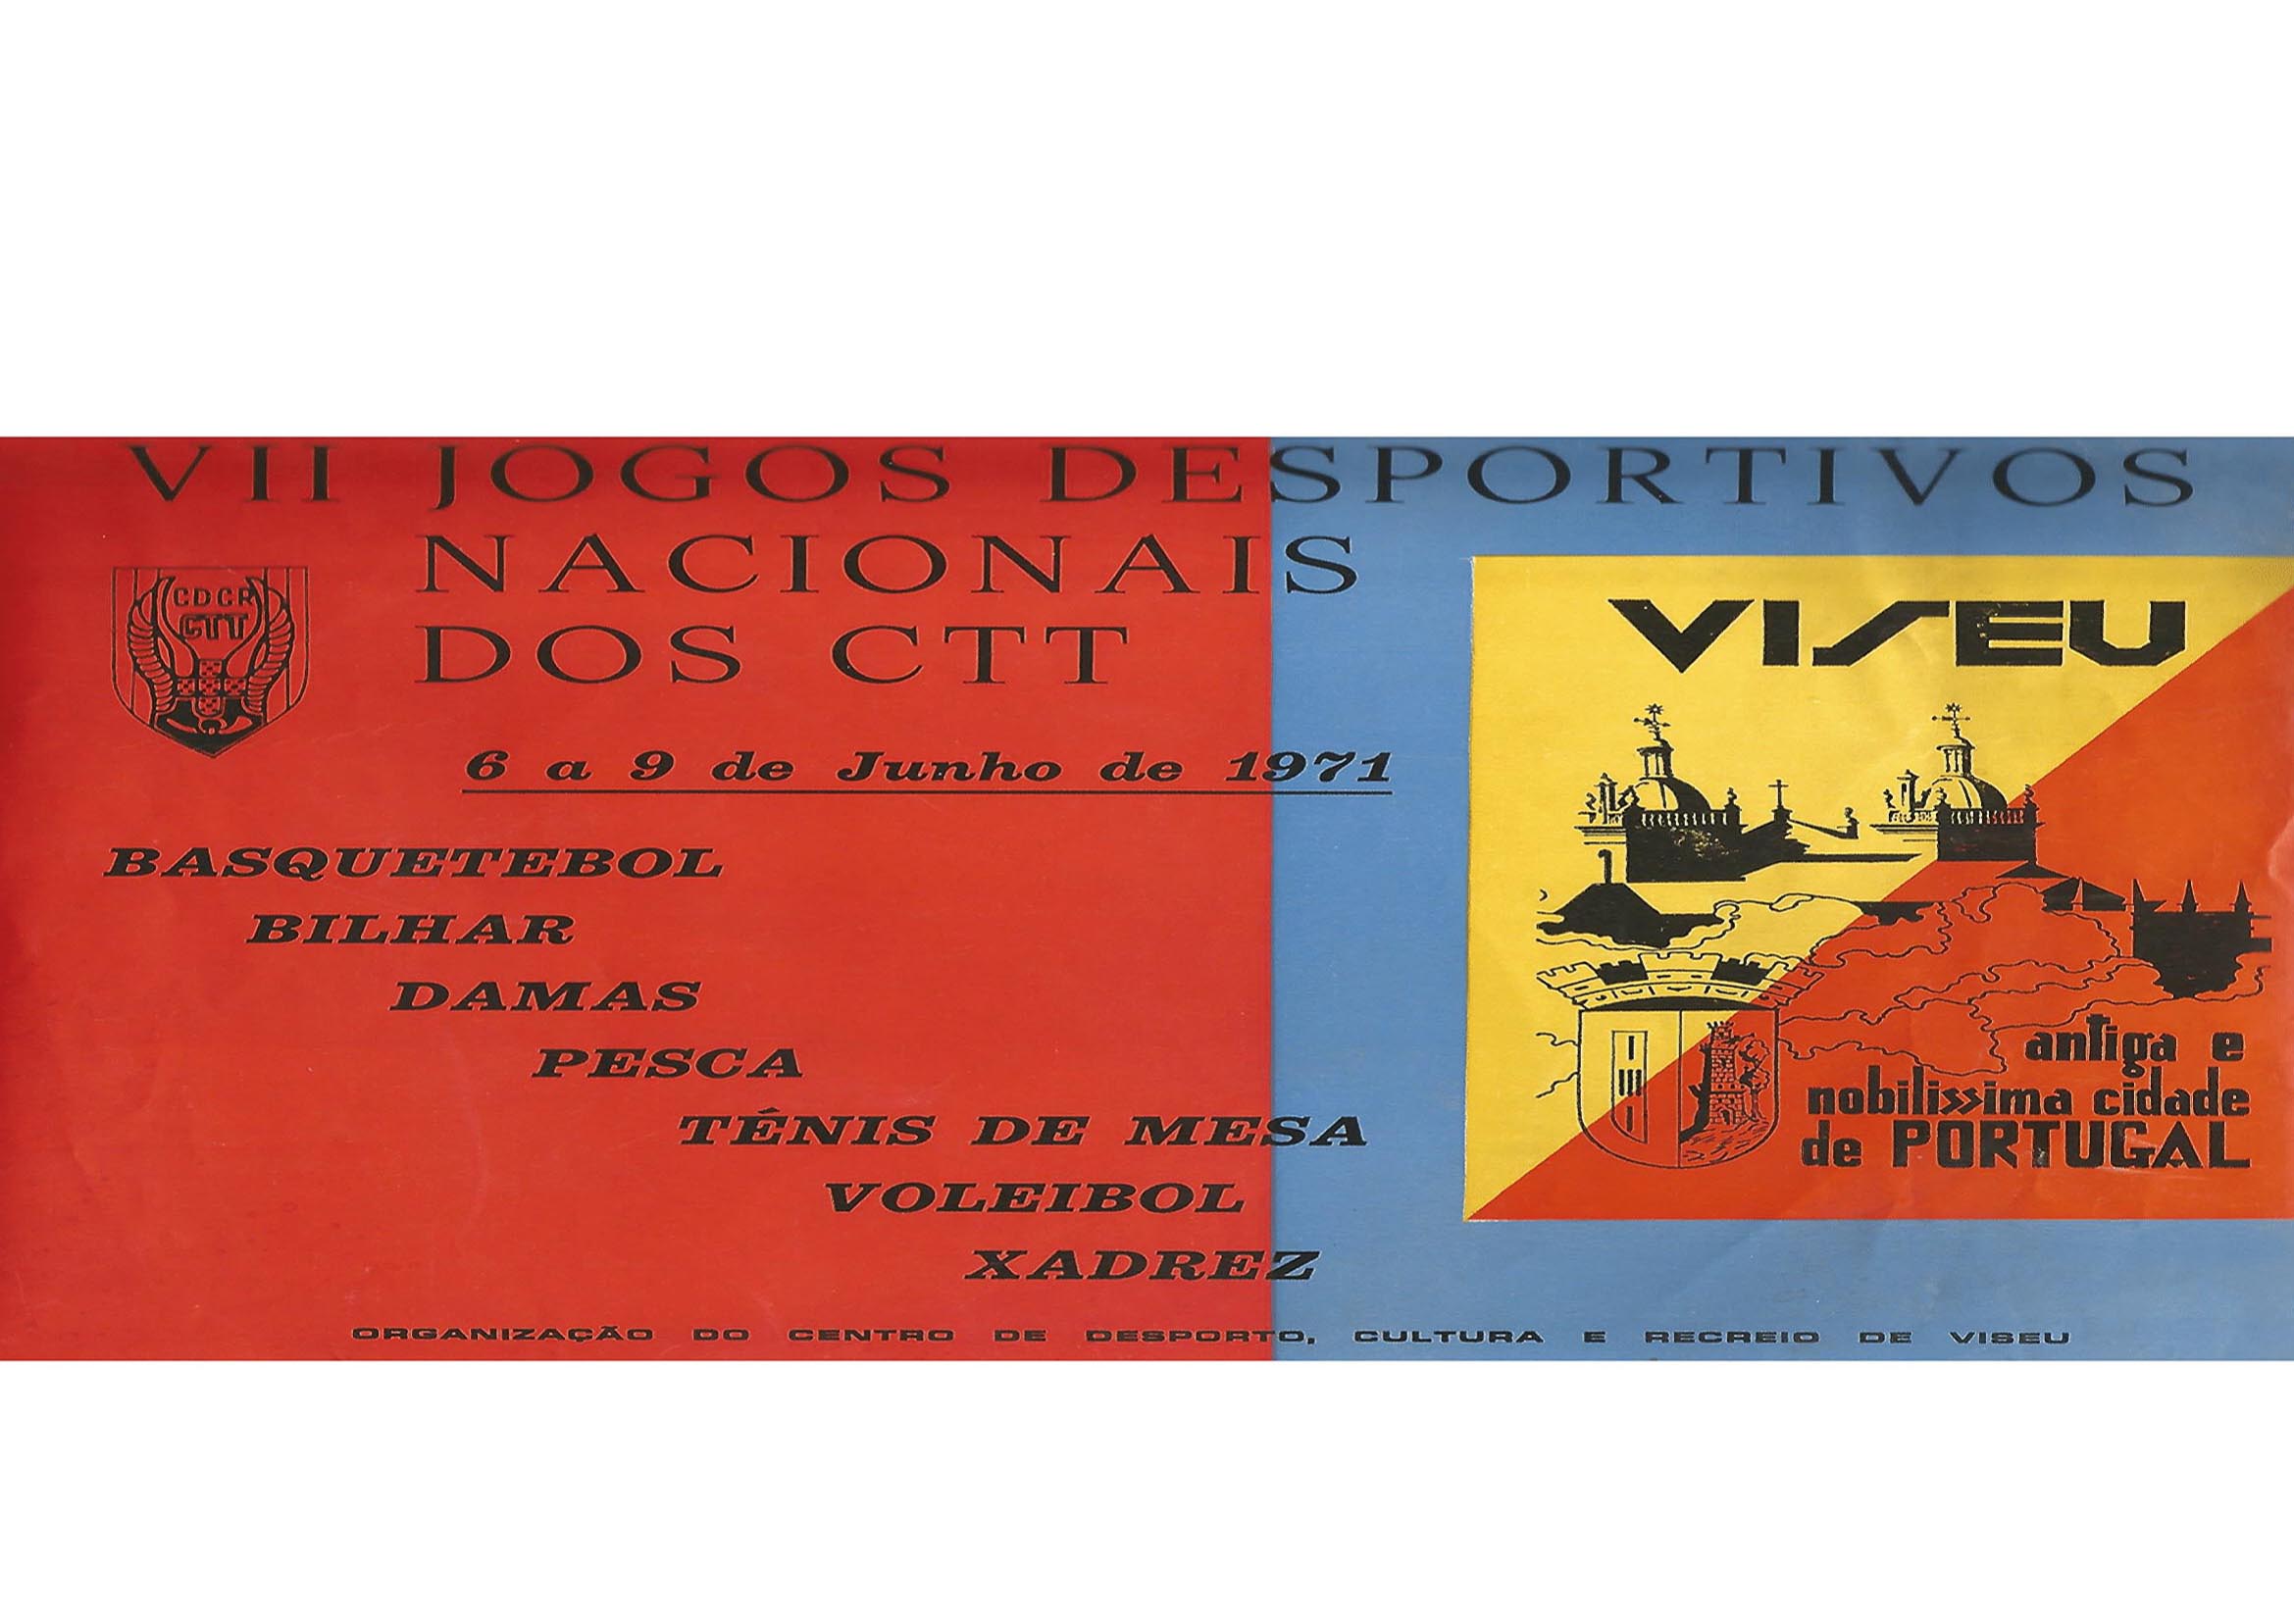 VII JOGOS DESPORTIVOS
NACIONAIS
DOS CTT
CDCR
CTT
6 a 9 de Junho de 1971
BASQUETEBOL
BILHAR
DAMAS
PESCA
TÉNIS DE MESA
VOLEIBOL
XADREZ
VISEU
antiga e
nobilissima cidade
de PORTUGAL
ORGANIZAÇÃO DO CENTRO DE DESPORTO, CULTURA E RECREIO DE VISEU